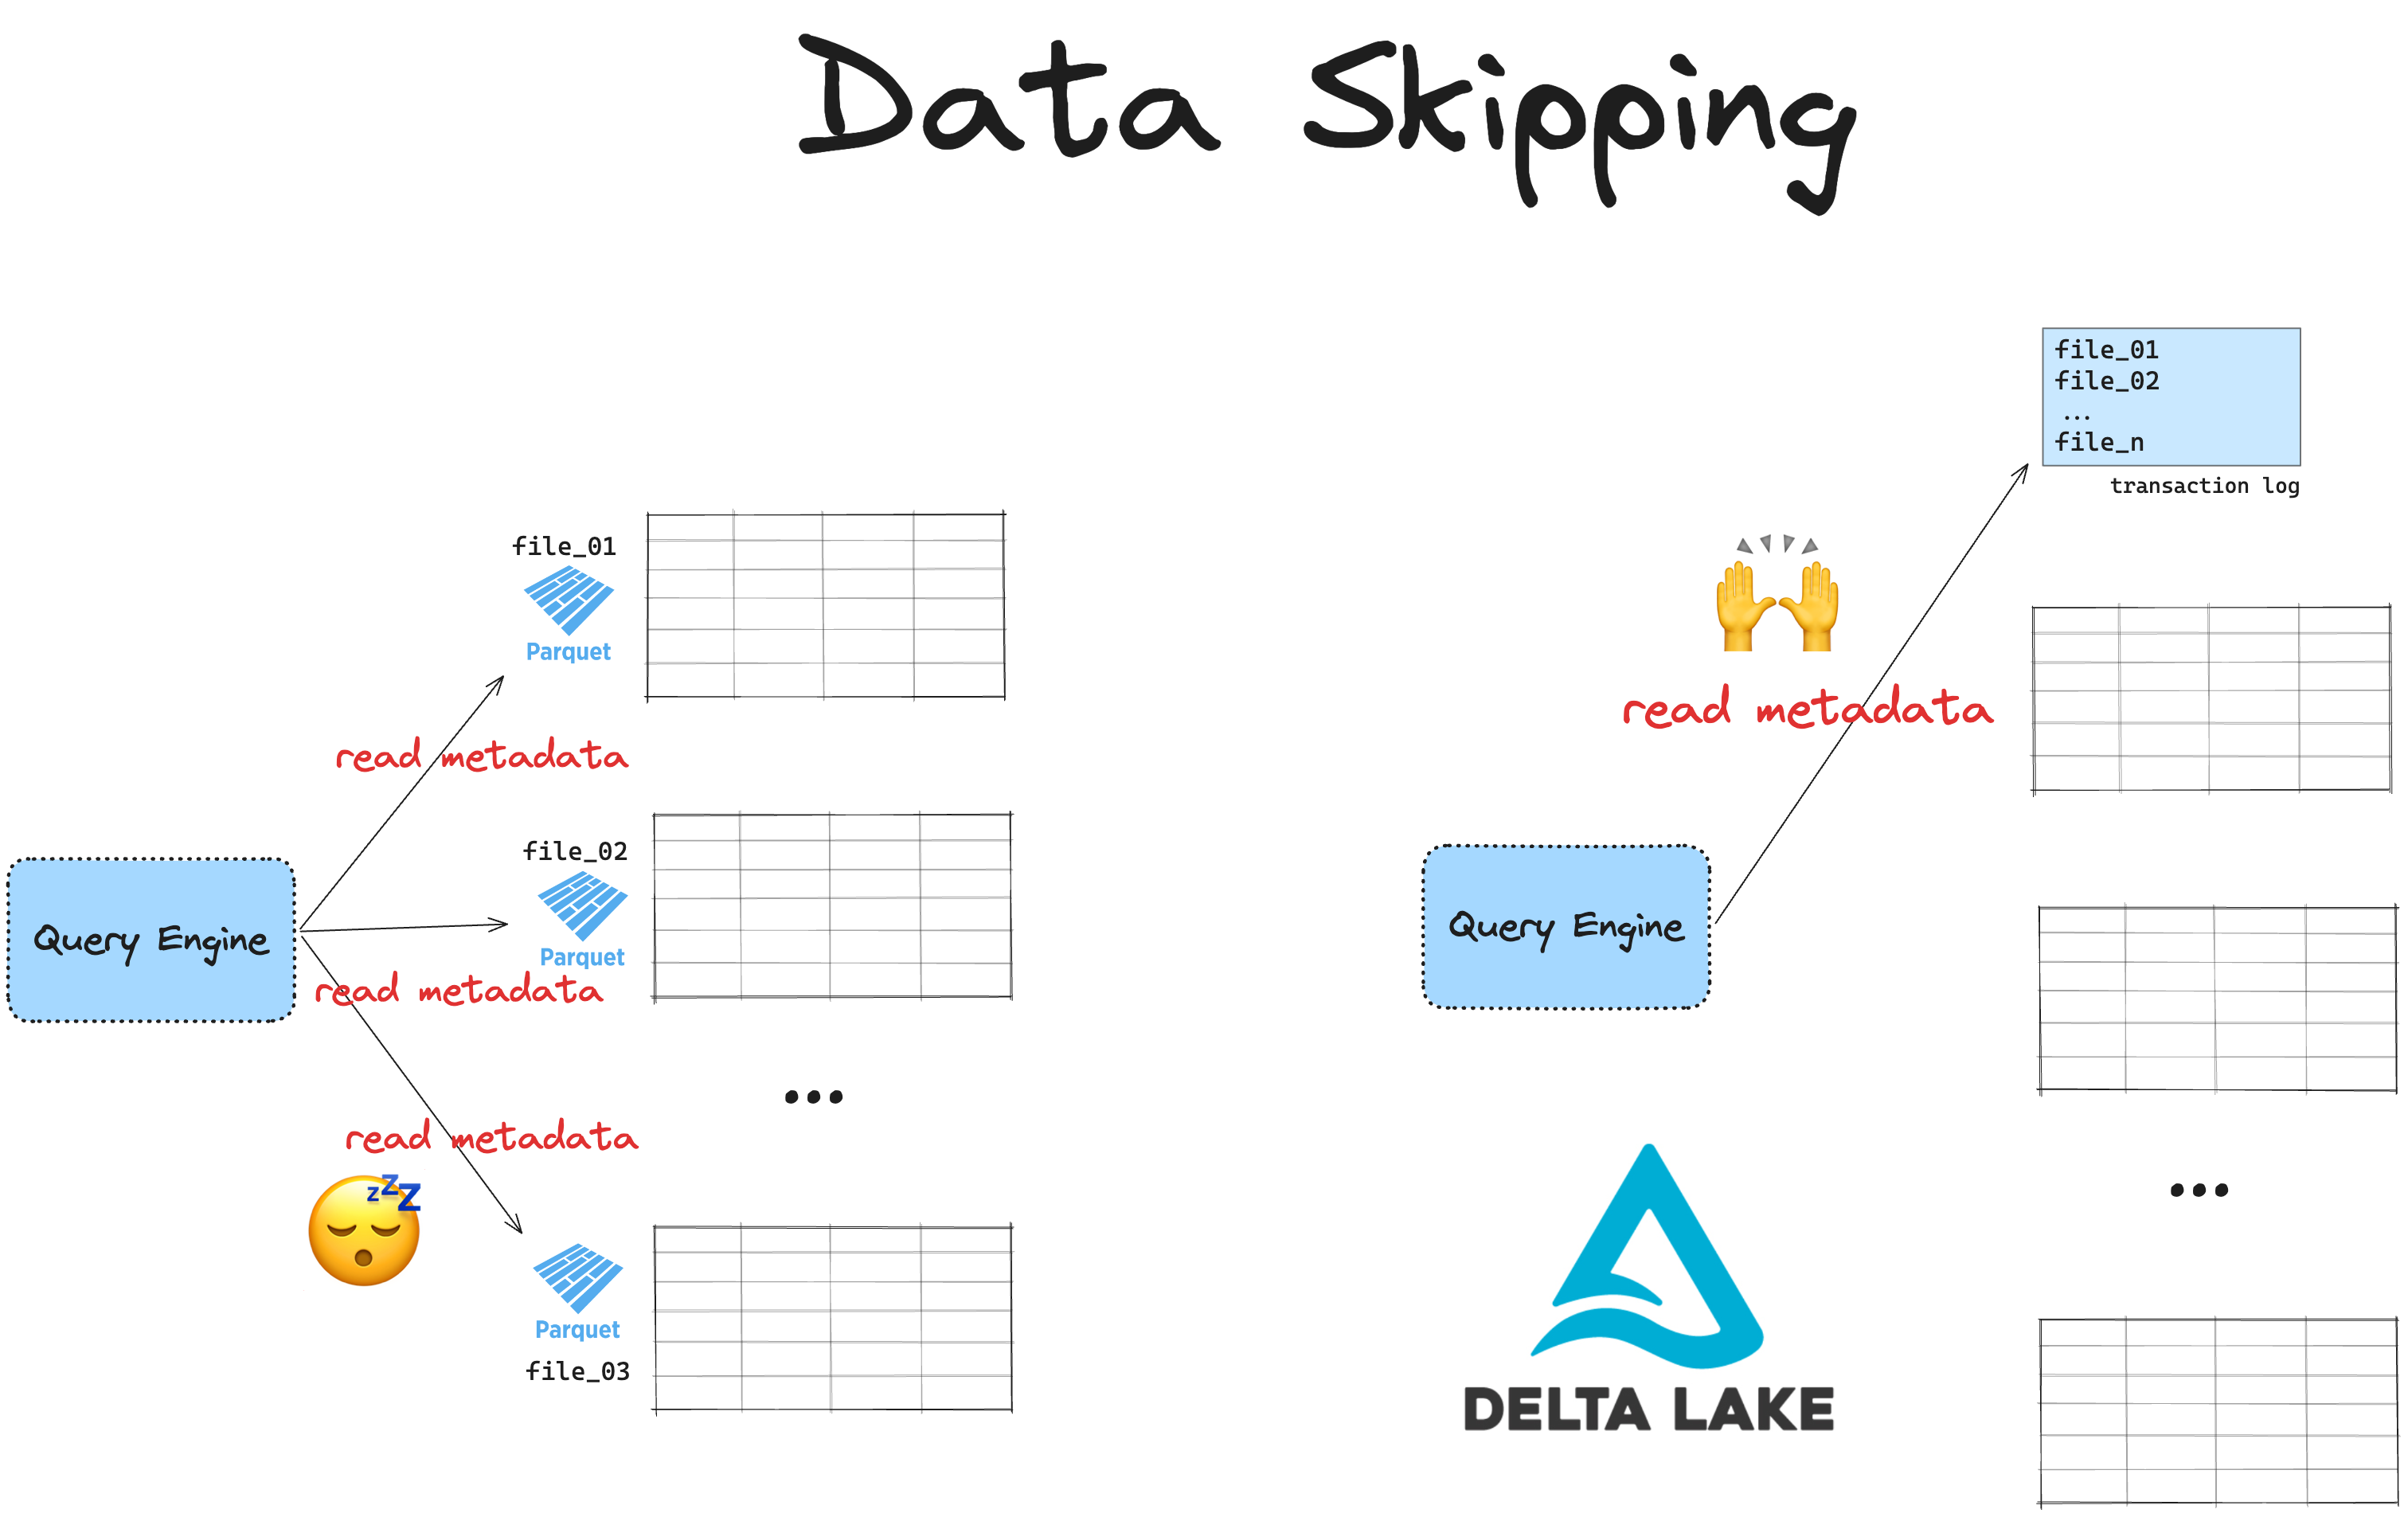 Data Skipping
file_01
Parquet
read metadata
file_02
Parquet
Query Engine
read metadata
...
read metadata
zzZ
Parquet
file_03
file_01
file_02
...
file_n
transaction log
read metadata
Query Engine
...
DELTA LAKE